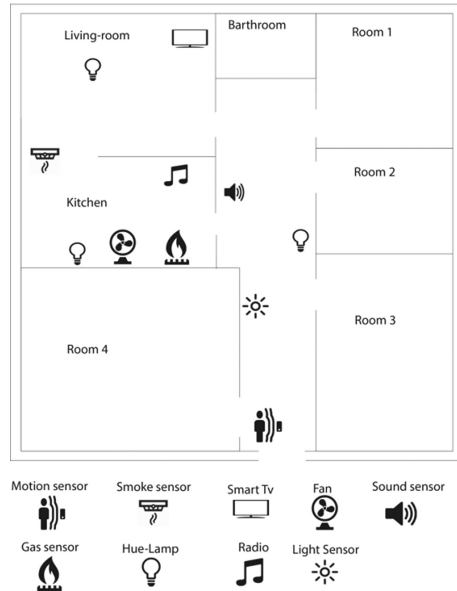 Living-room
Barthroom
Room 1
Room 2
Kitchen
Room 3
Room 4
Motion sensor
Smoke sensor
Smart Tv
Fan
Sound sensor
Gas sensor
Hue-Lamp
Radio
Light Sensor